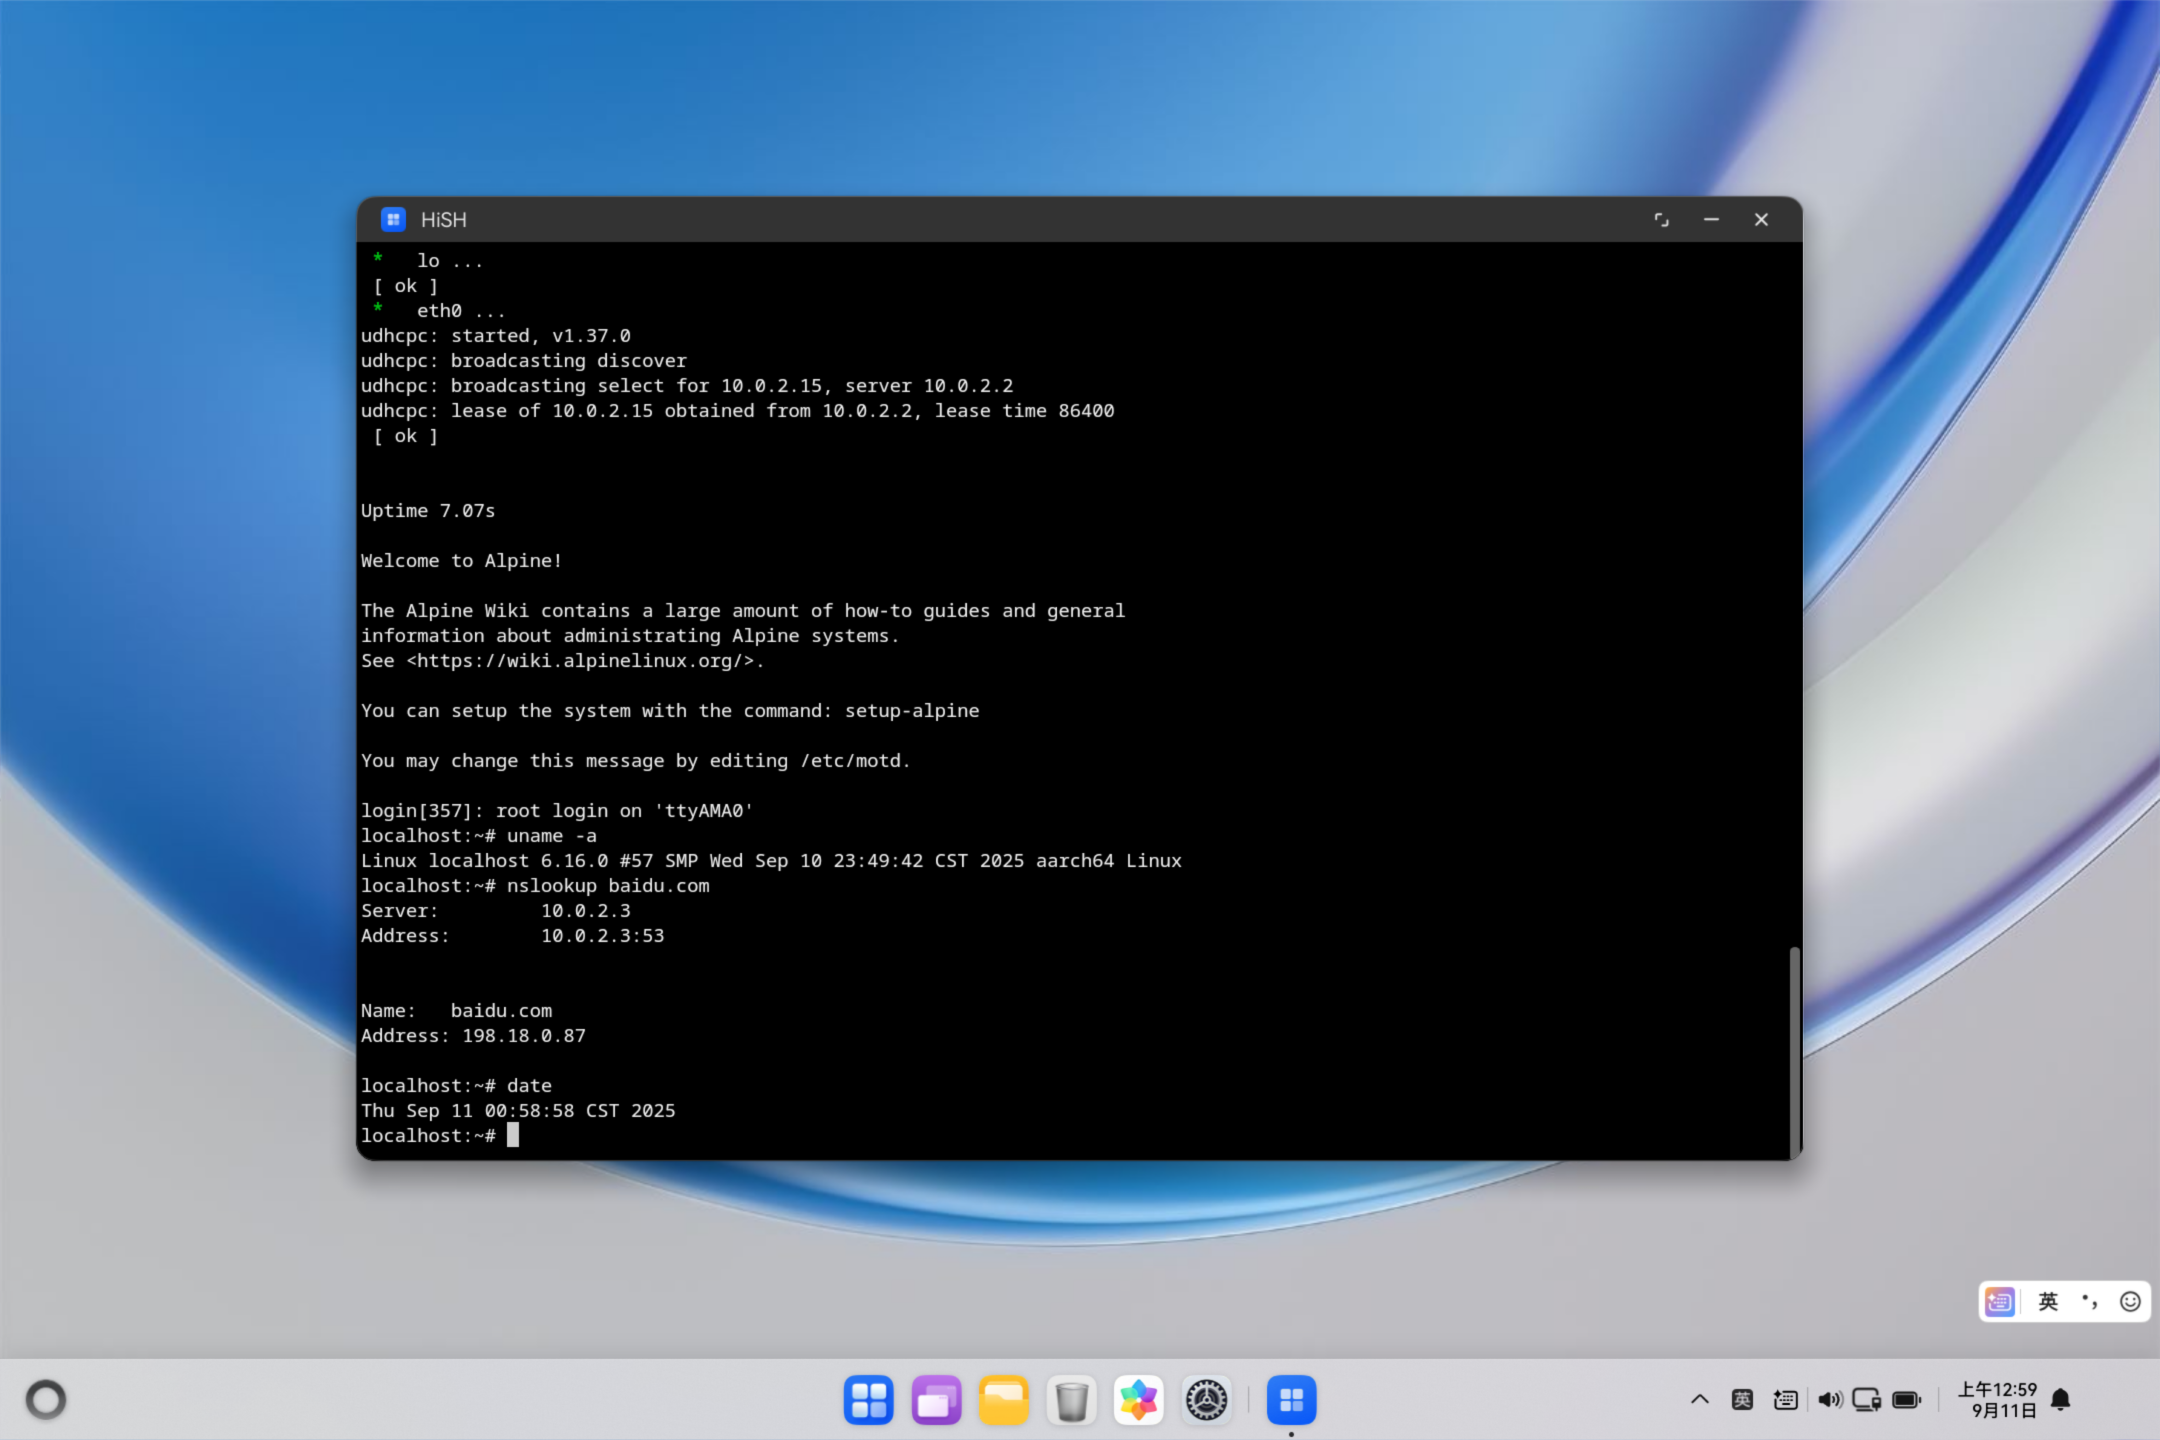 HiSH
*   lo ...
[ ok ]
*   eth0 ...
udhcpc: started, v1.37.0
udhcpc: broadcasting discover
udhcpc: broadcasting select for 10.0.2.15, server 10.0.2.2
udhcpc: lease of 10.0.2.15 obtained from 10.0.2.2, lease time 86400
[ ok ]
Uptime 7.07s
Welcome to Alpine!
The Alpine Wiki contains a large amount of how-to guides and general
information about administrating Alpine systems.
See <https://wiki.alpinelinux.org/>.
You can setup the system with the command: setup-alpine
You may change this message by editing /etc/motd.
login[357]: root login on 'ttyAMA0'
localhost:~# uname -a
Linux localhost 6.16.0 #57 SMP Wed Sep 10 23:49:42 CST 2025 aarch64 Linux
localhost:~# nslookup baidu.com
Server:         10.0.2.3
Address:        10.0.2.3:53
Name:   baidu.com
Address: 198.18.0.87
localhost:~# date
Thu Sep 11 00:58:58 CST 2025
localhost:~#
英 •,
英
上午12:59
9月11日